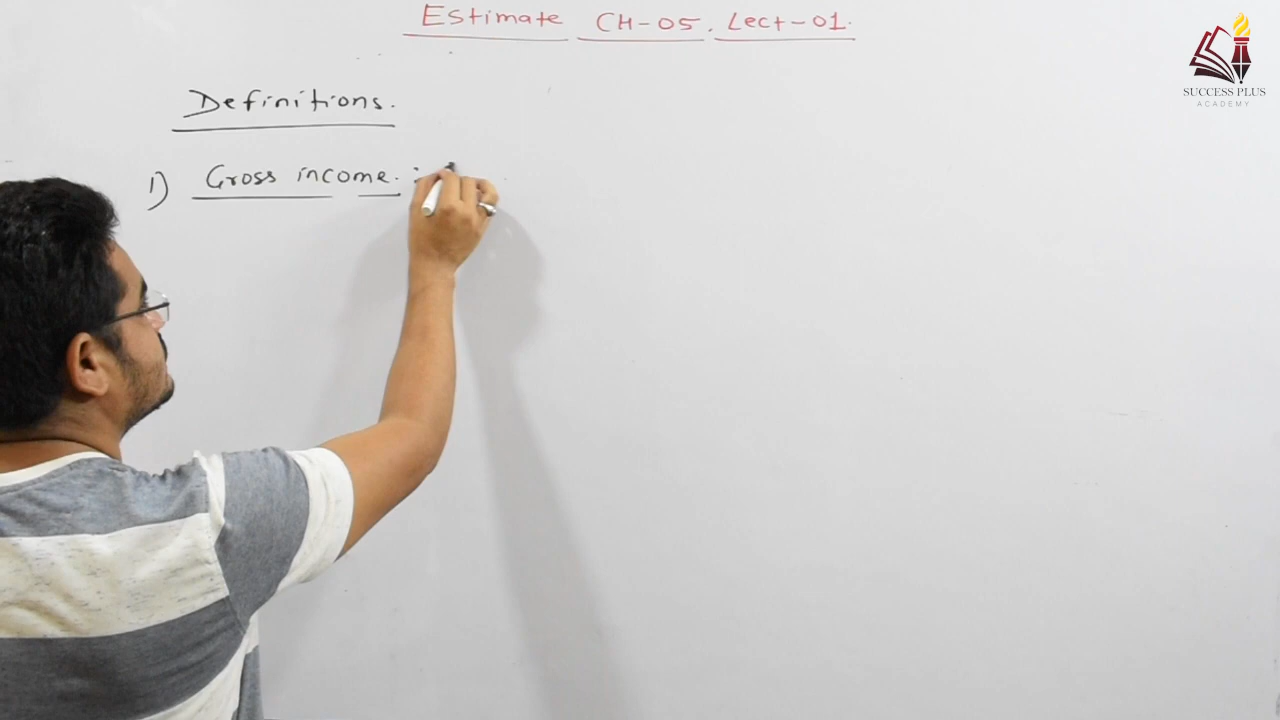 Estimate CH-05. Lect-01.
SUCCESS PLUS
ACADEMY
Definitions.
1) Gross income. :